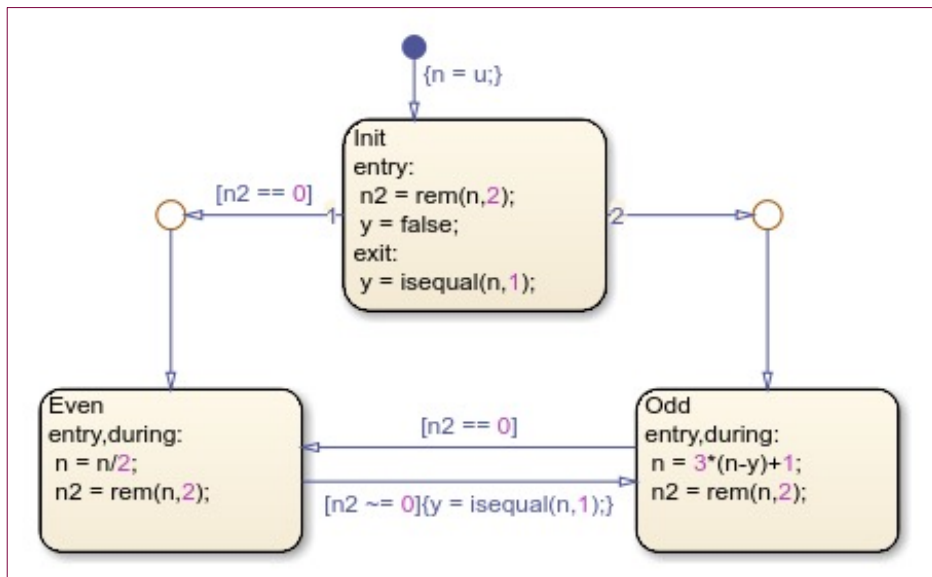 {n = u;}
Init
entry:
n2 = rem(n,2);
y = false;
exit:
y = isequal(n,1);
[n2 == 0]
1
2
Even
entry,during:
n = n/2;
n2 = rem(n,2);
[n2 == 0]
[n2 ~= 0]{y = isequal(n,1);}
Odd
entry,during:
n = 3*(n-y)+1;
n2 = rem(n,2);